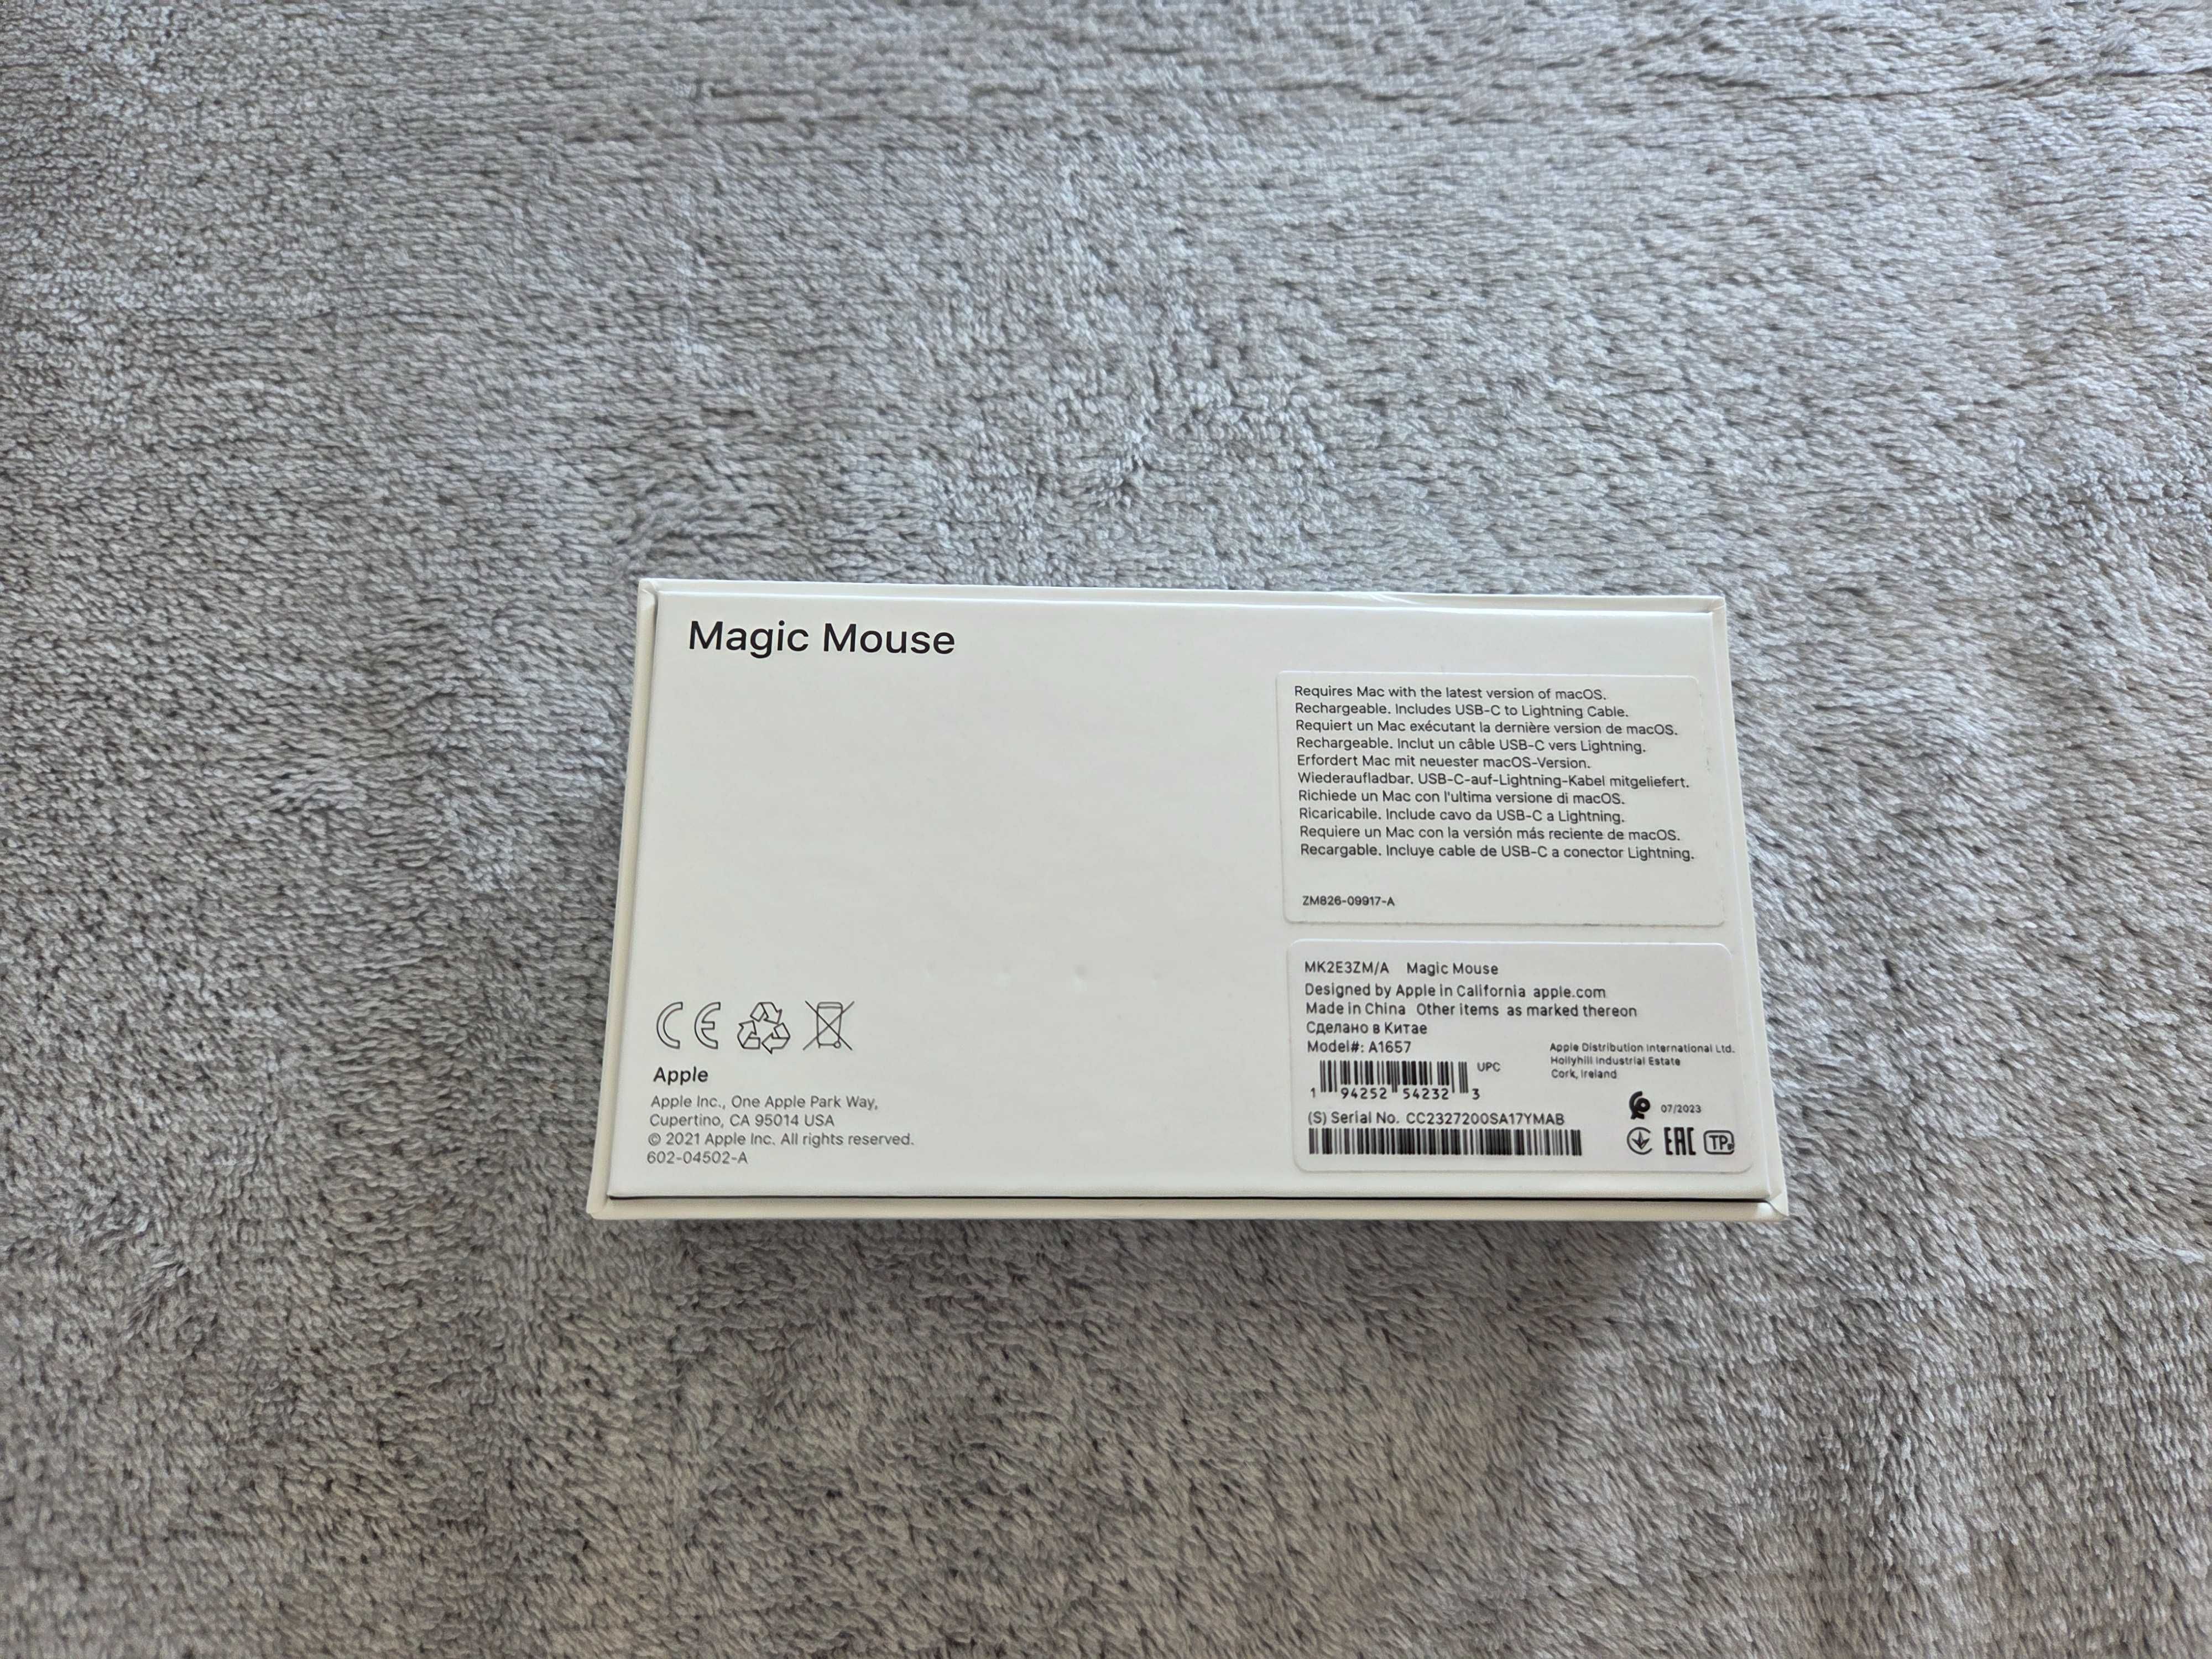 Magic Mouse
Requires Mac with the latest version of macOS.
Rechargeable. Includes USB-C to Lightning Cable.
Requiert un Mac exécutant la dernière version de macOS.
Rechargeable. Inclut un câble USB-C vers Lightning.
Erfordert Mac mit neuester macOS-Version.
Wiederaufladbar. USB-C-auf-Lightning-Kabel mitgeliefert.
Richiede un Mac con l'ultima versione di macOS.
Ricaricabile. Include cavo da USB-C a Lightning.
Requiere un Mac con la versión más reciente de macOS.
Recargable. Incluye cable de USB-C a conector Lightning.
ZM826-09917-A
MK2E3ZM/A Magic Mouse
Designed by Apple in California apple.com
Made in China Other items as marked thereon
Сделано в Китае
Model#: A1657
UPC
1 94252 54232 3
(S) Serial No. CC2327200SA17YMAB
Apple Distribution International Ltd.
Hollyhill Industrial Estate
Cork, Ireland
07/2023
EAC TP
CE
Apple
Apple Inc., One Apple Park Way,
Cupertino, CA 95014 USA
© 2021 Apple Inc. All rights reserved.
602-04502-A